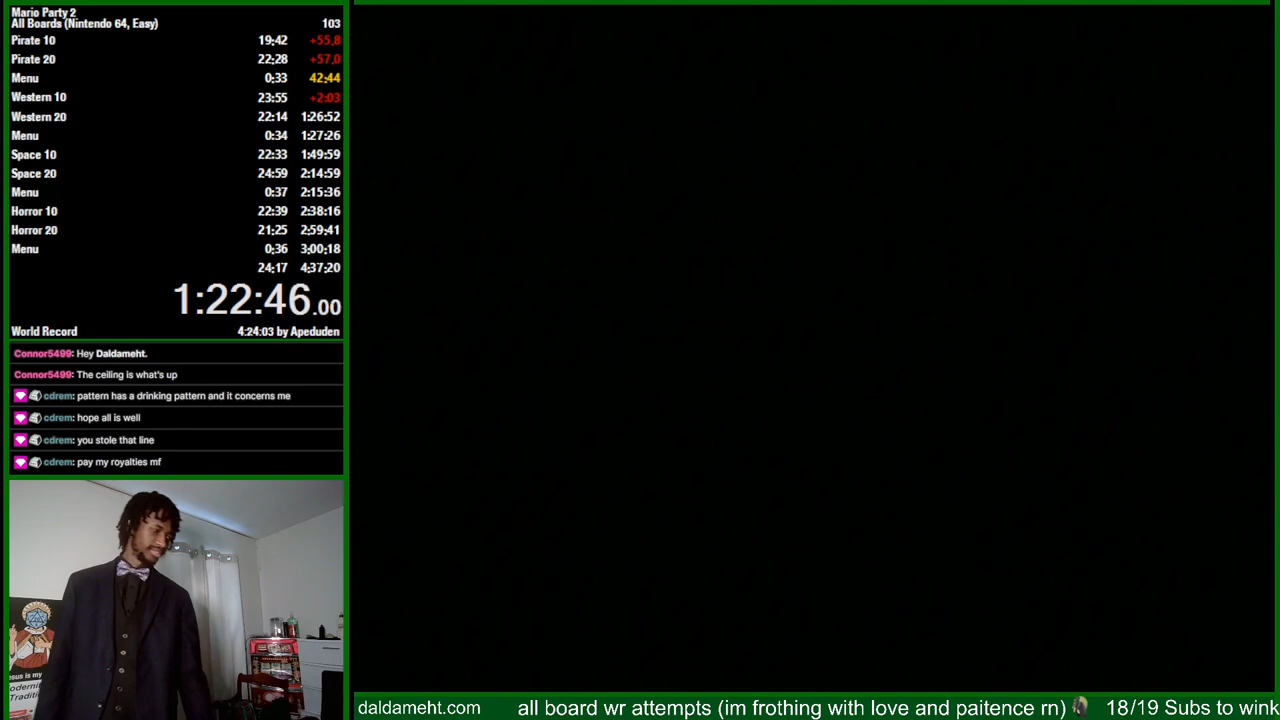 Mario Party 2
All Boards (Nintendo 64, Easy) 103
Pirate 10 19:42 +55.8
Pirate 20 22:28 +57.0
Menu 0:33 42:44
Western 10 23:55 +2:03
Western 20 22:14 1:26:52
Menu 0:34 1:27:26
Space 10 22:33 1:49:59
Space 20 24:59 2:14:59
Menu 0:37 2:15:36
Horror 10 22:39 2:38:16
Horror 20 21:25 2:59:41
Menu 0:36 3:00:18
24:17 4:37:20
1:22:46.00
World Record 4:24:03 by Apeduden
Connor5499: Hey Daldameht.
Connor5499: The ceiling is what's up
cdrem: pattern has a drinking pattern and it concerns me
cdrem: hope all is well
cdrem: you stole that line
cdrem: pay my royalties mf
daldameht.com all board wr attempts (im frothing with love and paitence rn) 18/19 Subs to wink